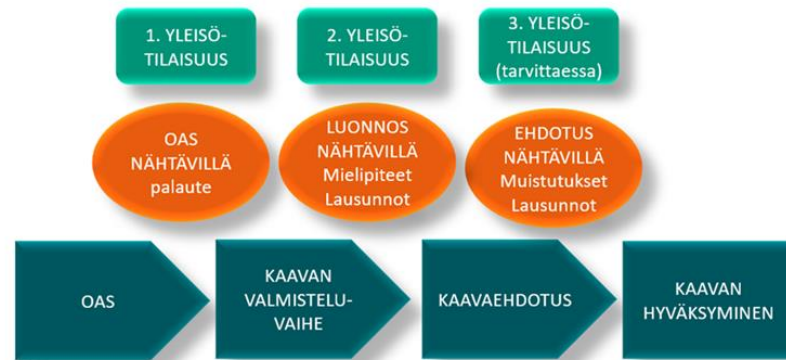 1. YLEISÖ-
TILAISUUS
2. YLEISÖ-
TILAISUUS
3. YLEISÖ-
TILAISUUS
(tarvittaessa)
OAS
NÄHTÄVILLÄ
palaute
LUONNOS
NÄHTÄVILLÄ
Mielipiteet
Lausunnot
EHDOTUS
NÄHTÄVILLÄ
Muistutukset
Lausunnot
OAS
KAAVAN
VALMISTELU-
VAIHE
KAAVAEHDOTUS
KAAVAN
HYVÄKSYMINEN